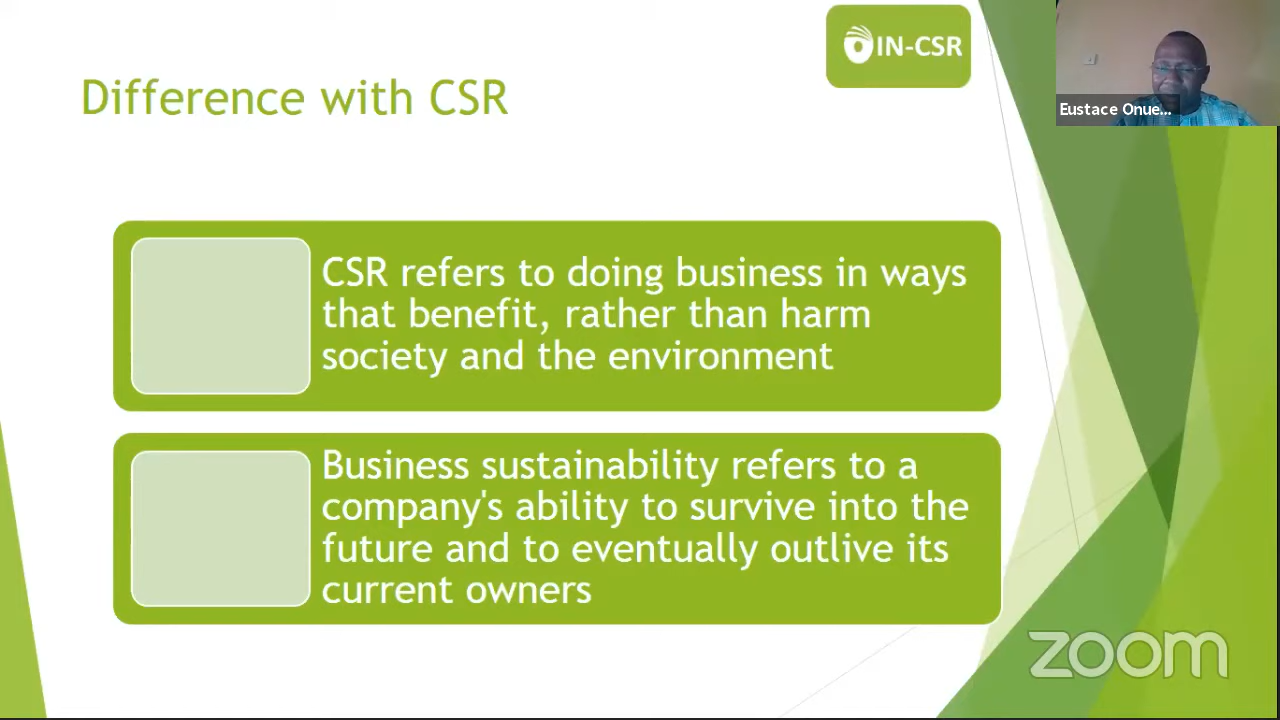 IN-CSR
Difference with CSR
Eustace Onue...
CSR refers to doing business in ways
that benefit, rather than harm
society and the environment
Business sustainability refers to a
company's ability to survive into the
future and to eventually outlive its
current owners
zoom